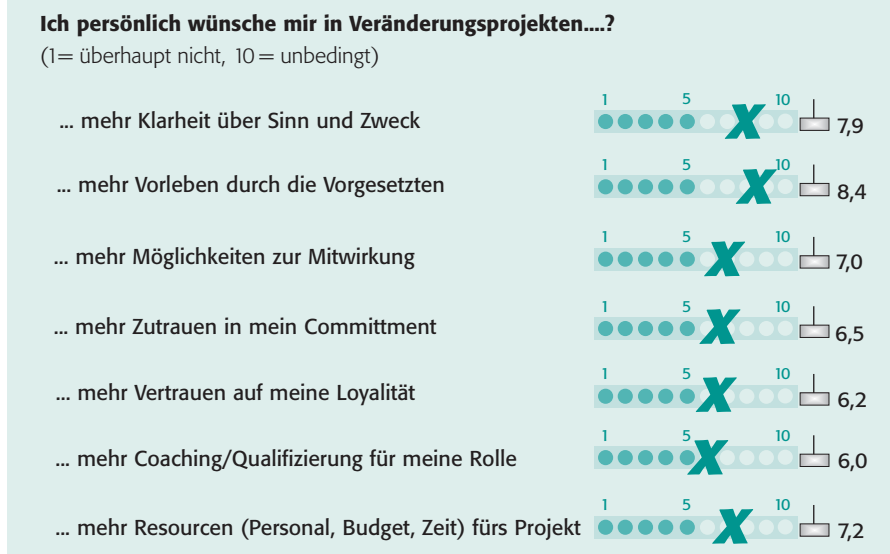 Ich persönlich wünsche mir in Veränderungsprojekten....?
(1= überhaupt nicht, 10 = unbedingt)
1 5 10
... mehr Klarheit über Sinn und Zweck 7,9
1 5 10
... mehr Vorleben durch die Vorgesetzten 8,4
1 5 10
... mehr Möglichkeiten zur Mitwirkung 7,0
1 5 10
... mehr Zutrauen in mein Committment 6,5
1 5 10
... mehr Vertrauen auf meine Loyalität 6,2
1 5 10
... mehr Coaching/Qualifizierung für meine Rolle 6,0
1 5 10
... mehr Resourcen (Personal, Budget, Zeit) fürs Projekt 7,2